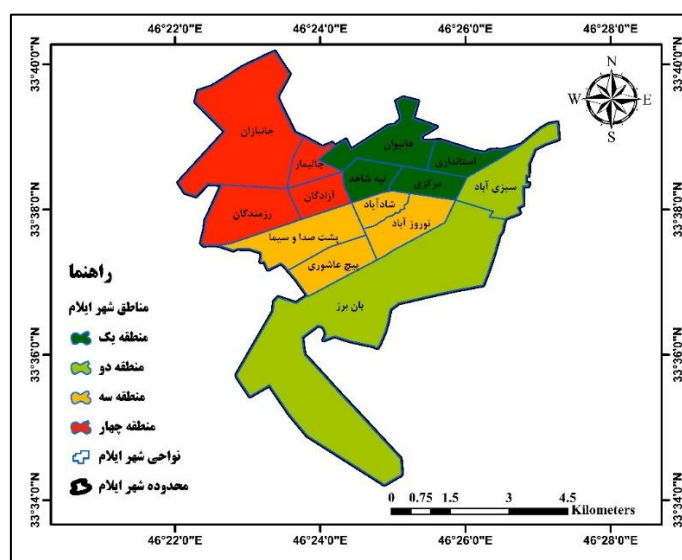 46°22'0"E
46°24'0"E
46°26'0"E
46°28'0"E
33°40'0"N
33°38'0"N
33°36'0"N
33°34'0"N
33°40'0"N
33°38'0"N
33°36'0"N
33°34'0"N
N
W
E
S
جانبازان
چالیمار
هانیوان
استانداری
سبزی آباد
تپه شاهد
مرکزی
آزادگان
رزمندگان
شادآباد
نوروز آباد
پشت صدا و سیما
پیچ عاشوری
بان برز
راهنما
مناطق شهر ایلام
منطقه یک
منطقه دو
منطقه سه
منطقه چهار
نواحی شهر ایلام
محدوده شهر ایلام
0 0.75 1.5 3 4.5
Kilometers
46°22'0"E
46°24'0"E
46°26'0"E
46°28'0"E